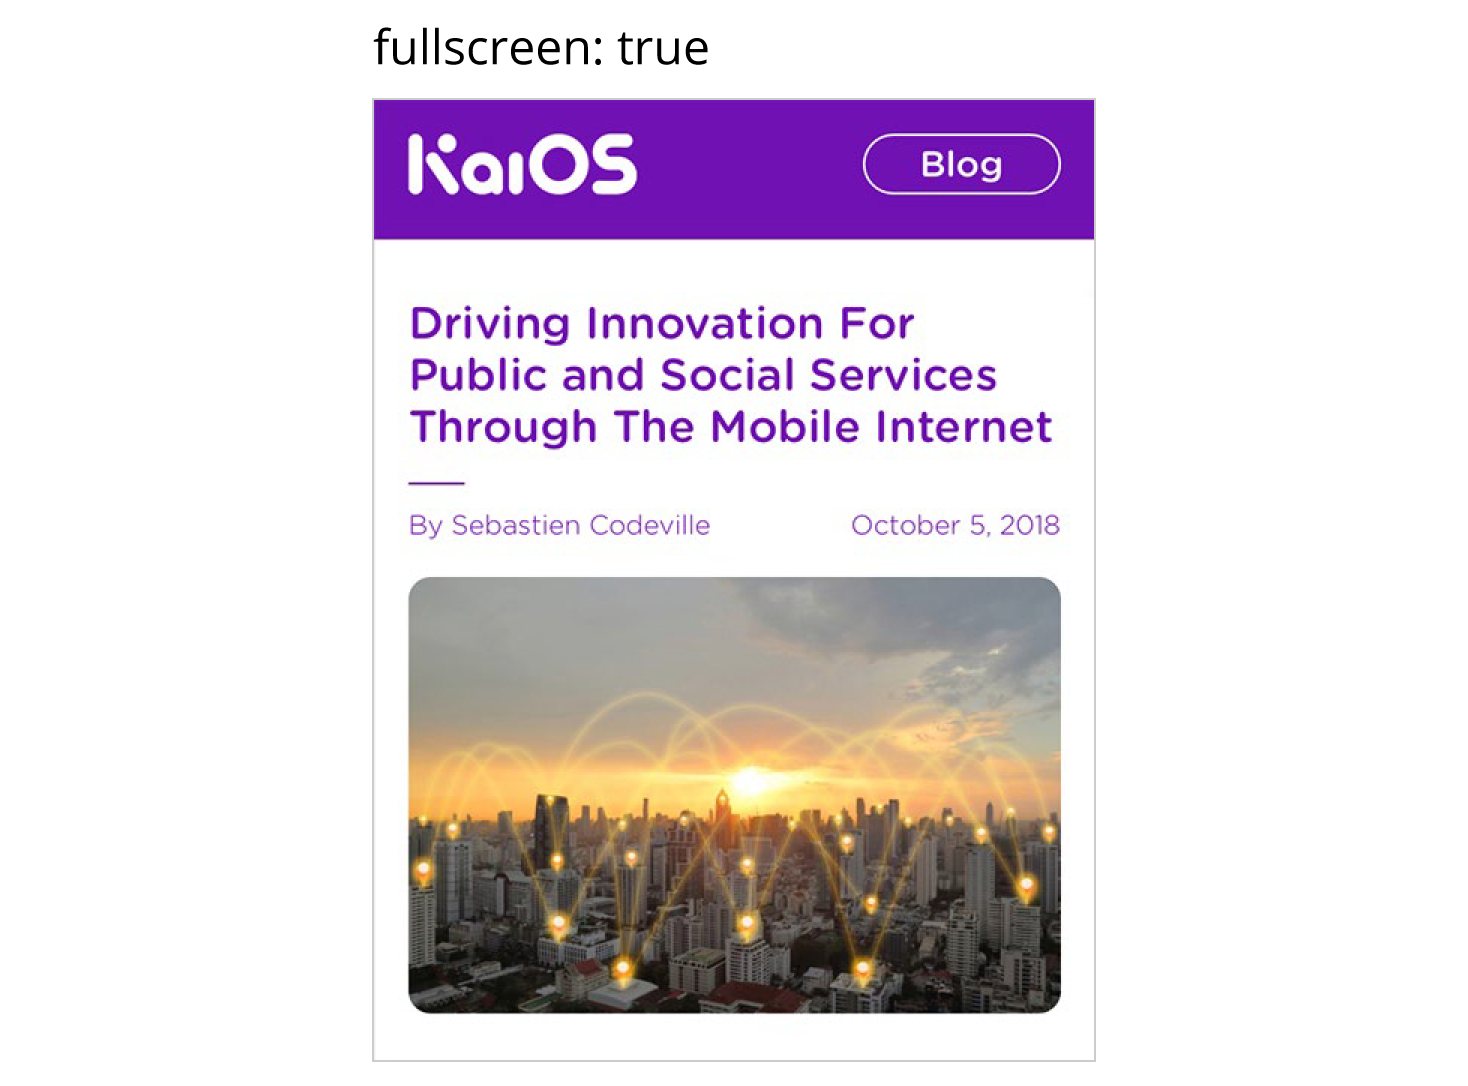 fullscreen: true
KaiOS
Blog
Driving Innovation For
Public and Social Services
Through The Mobile Internet
By Sebastien Codeville
October 5, 2018